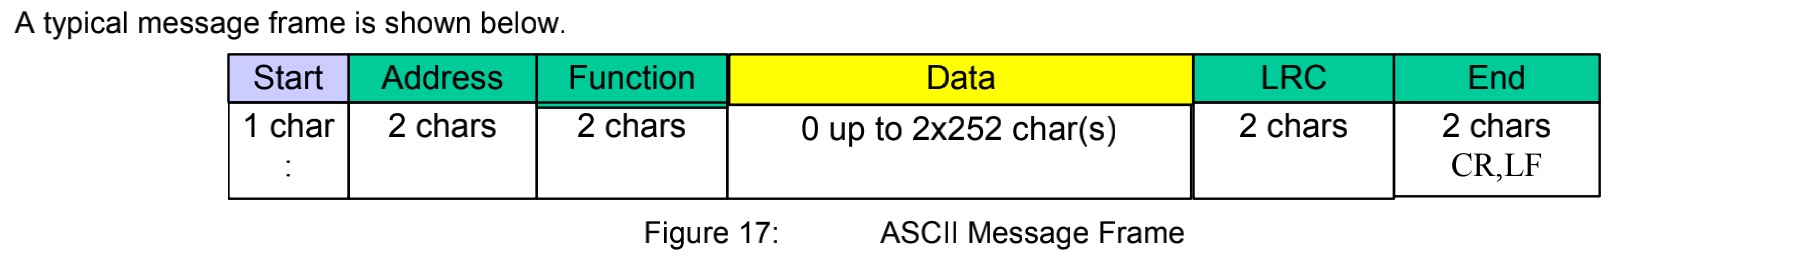 A typical message frame is shown below.
Start Address Function Data LRC End
1 char 2 chars 2 chars 0 up to 2x252 char(s) 2 chars 2 chars
: CR,LF
Figure 17: ASCII Message Frame